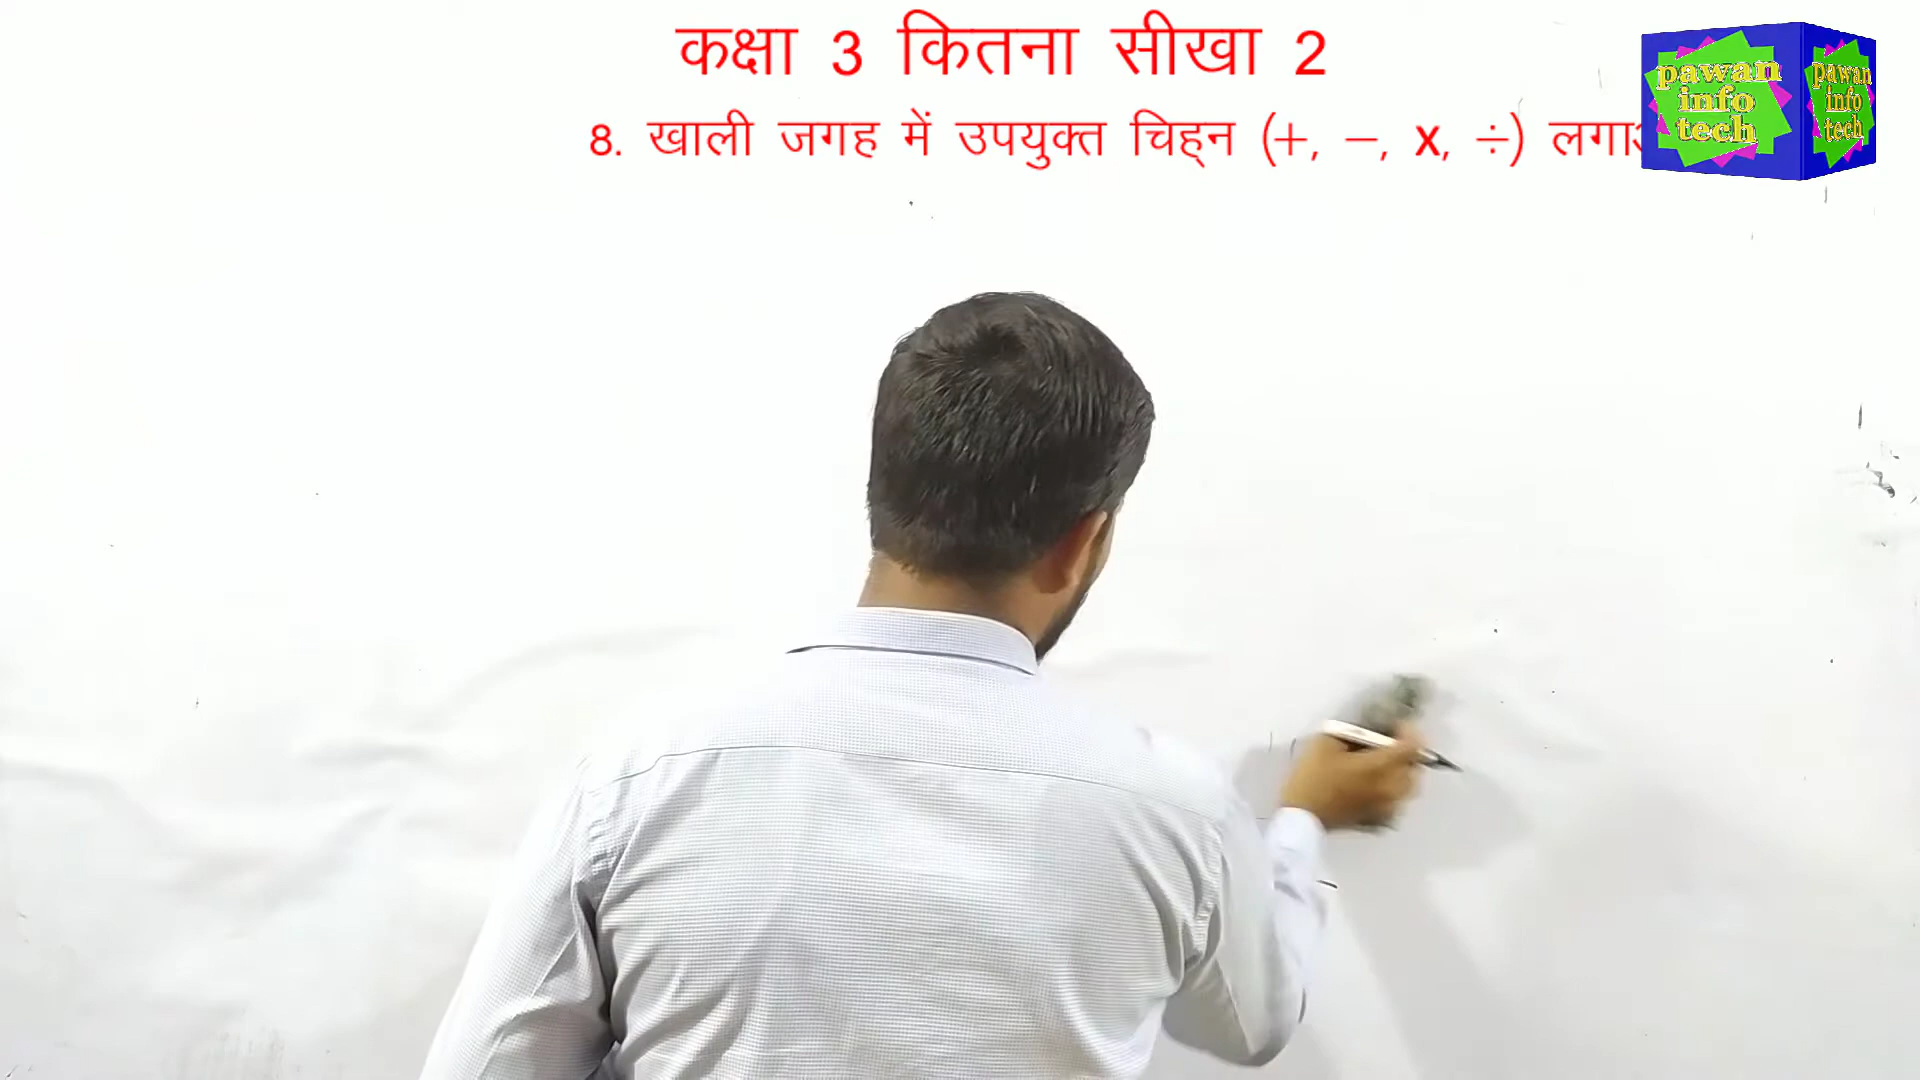 कक्षा 3 कितना सीखा 2
8. खाली जगह में उपयुक्त चिह्न (+, −, x, ÷)
pawan
info
tech
pawan
info
tech